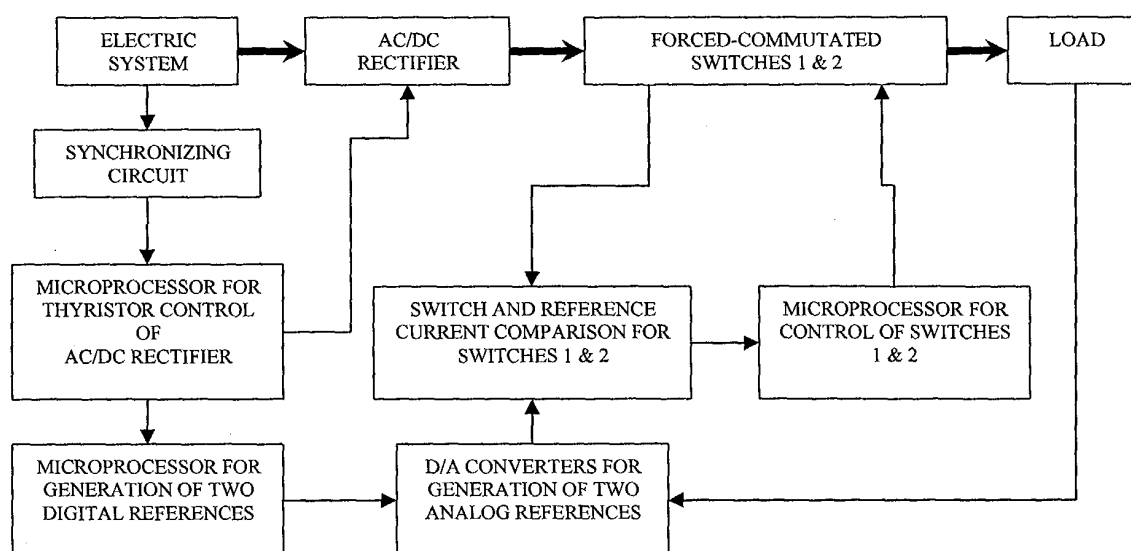 ELECTRIC
SYSTEM
AC/DC
RECTIFIER
FORCED-COMMUTATED
SWITCHES 1 & 2
LOAD
SYNCHRONIZING
CIRCUIT
MICROPROCESSOR FOR
THYRISTOR CONTROL
OF
AC/DC RECTIFIER
SWITCH AND REFERENCE
CURRENT COMPARISON FOR
SWITCHES 1 & 2
MICROPROCESSOR FOR
CONTROL OF SWITCHES
1 & 2
MICROPROCESSOR FOR
GENERATION OF TWO
DIGITAL REFERENCES
D/A CONVERTERS FOR
GENERATION OF TWO
ANALOG REFERENCES